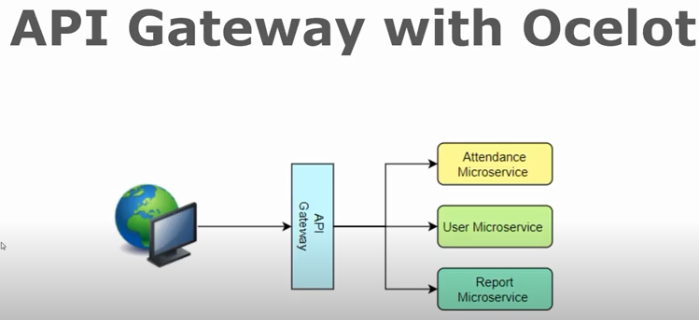 API Gateway with Ocelot
API
Gateway
Attendance
Microservice
User Microservice
Report
Microservice